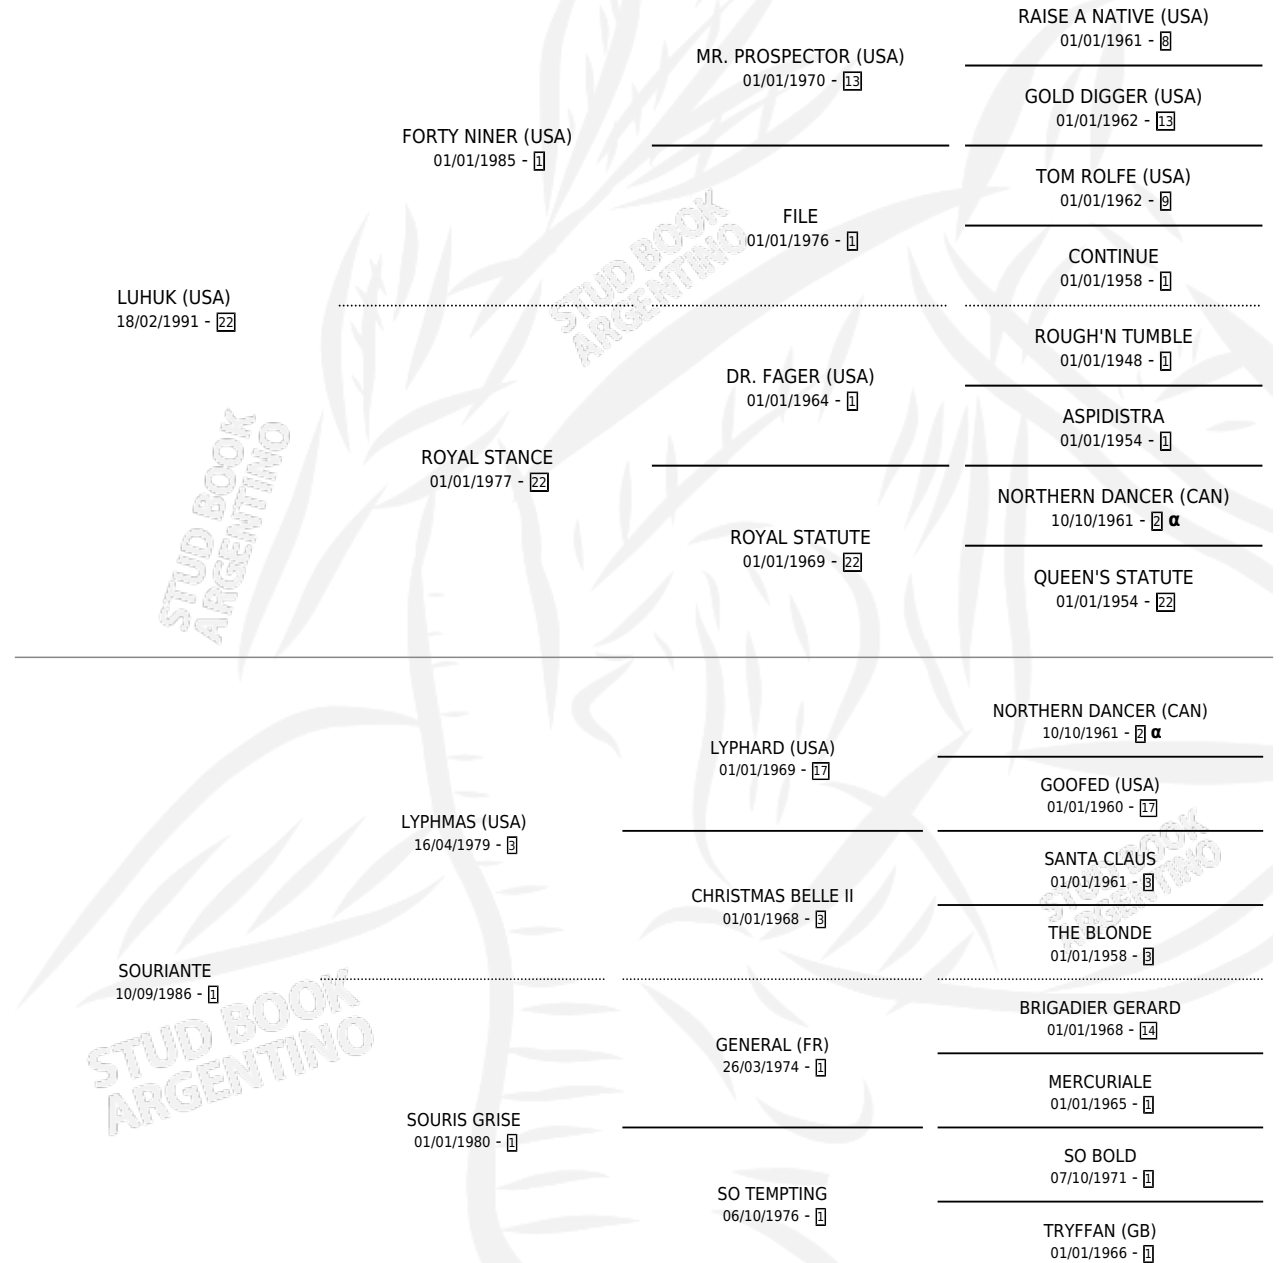 RAISE A NATIVE (USA)
01/01/1961 - 8
MR. PROSPECTOR (USA)
01/01/1970 - 13
GOLD DIGGER (USA)
01/01/1962 - 13
FORTY NINER (USA)
01/01/1985 - 1
TOM ROLFE (USA)
01/01/1962 - 9
FILE
01/01/1976 - 1
CONTINUE
01/01/1958 - 1
LUHUK (USA)
18/02/1991 - 22
ROUGH'N TUMBLE
01/01/1948 - 1
DR. FAGER (USA)
01/01/1964 - 1
ASPIDISTRA
01/01/1954 - 1
ROYAL STANCE
01/01/1977 - 22
NORTHERN DANCER (CAN)
10/10/1961 - 2 α
ROYAL STATUTE
01/01/1969 - 22
QUEEN'S STATUTE
01/01/1954 - 22
NORTHERN DANCER (CAN)
10/10/1961 - 2 α
LYPHARD (USA)
01/01/1969 - 17
GOOFED (USA)
01/01/1960 - 17
LYPHMAS (USA)
16/04/1979 - 3
SANTA CLAUS
01/01/1961 - 3
CHRISTMAS BELLE II
01/01/1968 - 3
THE BLONDE
01/01/1958 - 3
SOURIANTE
10/09/1986 - 1
BRIGADIER GERARD
01/01/1968 - 14
GENERAL (FR)
26/03/1974 - 1
MERCURIALE
01/01/1965 - 1
SOURIS GRISE
01/01/1980 - 1
SO BOLD
07/10/1971 - 1
SO TEMPTING
06/10/1976 - 1
TRYFFAN (GB)
01/01/1966 - 1
STUD BOOK
ARGENTINO
STUD BOOK
ARGENTINO
STUD BOOK
ARGENTINO
STUD BOOK
ARGENTINO